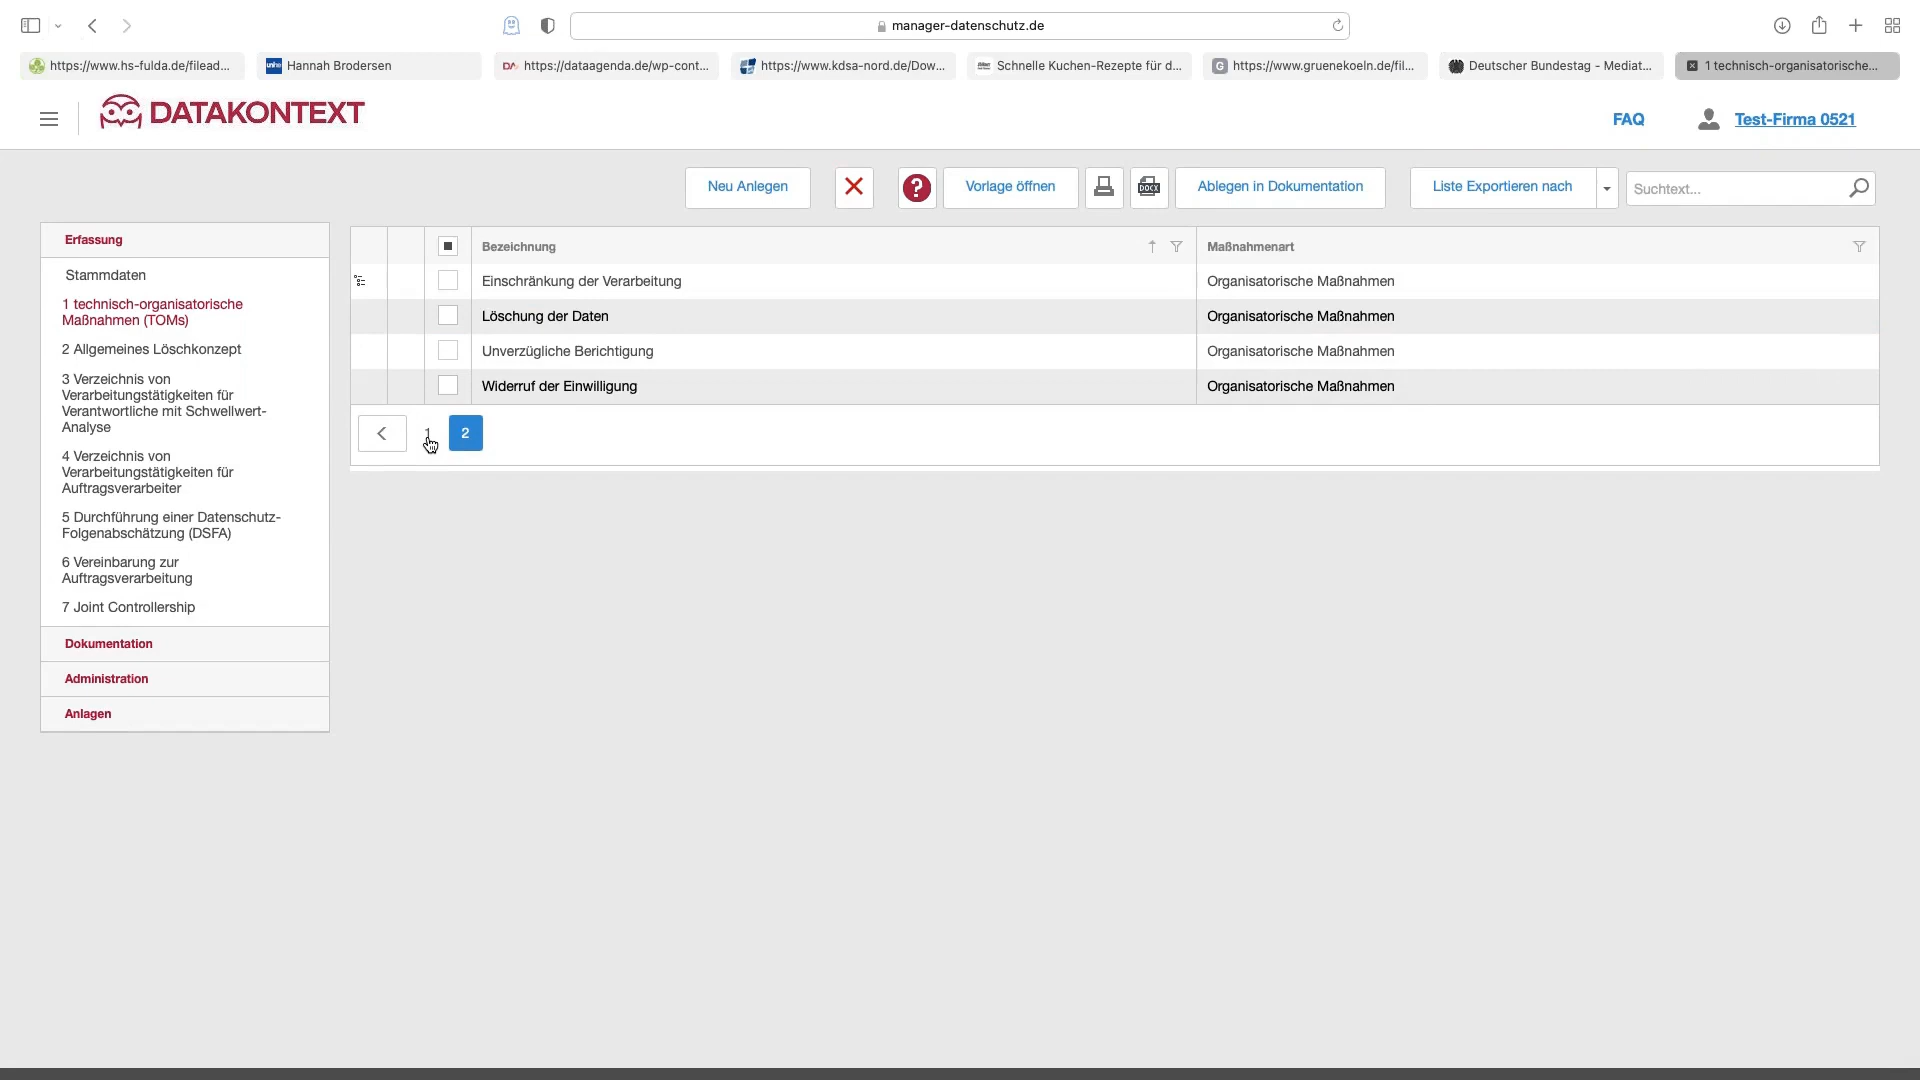 manager-datenschutz.de
https://www.hs-fulda.de/filead...
unihe Hannah Brodersen
DA https://dataagenda.de/wp-cont...
https://www.kdsa-nord.de/Dow...
Schnelle Kuchen-Rezepte für d...
G https://www.gruenekoeln.de/fil...
Deutscher Bundestag - Mediat...
1 technisch-organisatorische...
DATAKONTEXT
FAQ
Test-Firma 0521
Neu Anlegen
?
Vorlage öffnen
DOCX
Ablegen in Dokumentation
Liste Exportieren nach
Suchtext...
Erfassung
Stammdaten
1 technisch-organisatorische
Maßnahmen (TOMs)
2 Allgemeines Löschkonzept
3 Verzeichnis von
Verarbeitungstätigkeiten für
Verantwortliche mit Schwellwert-
Analyse
4 Verzeichnis von
Verarbeitungstätigkeiten für
Auftragsverarbeiter
5 Durchführung einer Datenschutz-
Folgenabschätzung (DSFA)
6 Vereinbarung zur
Auftragsverarbeitung
7 Joint Controllership
Dokumentation
Administration
Anlagen
Bezeichnung Maßnahmenart
Einschränkung der Verarbeitung Organisatorische Maßnahmen
Löschung der Daten Organisatorische Maßnahmen
Unverzügliche Berichtigung Organisatorische Maßnahmen
Widerruf der Einwilligung Organisatorische Maßnahmen
1 2